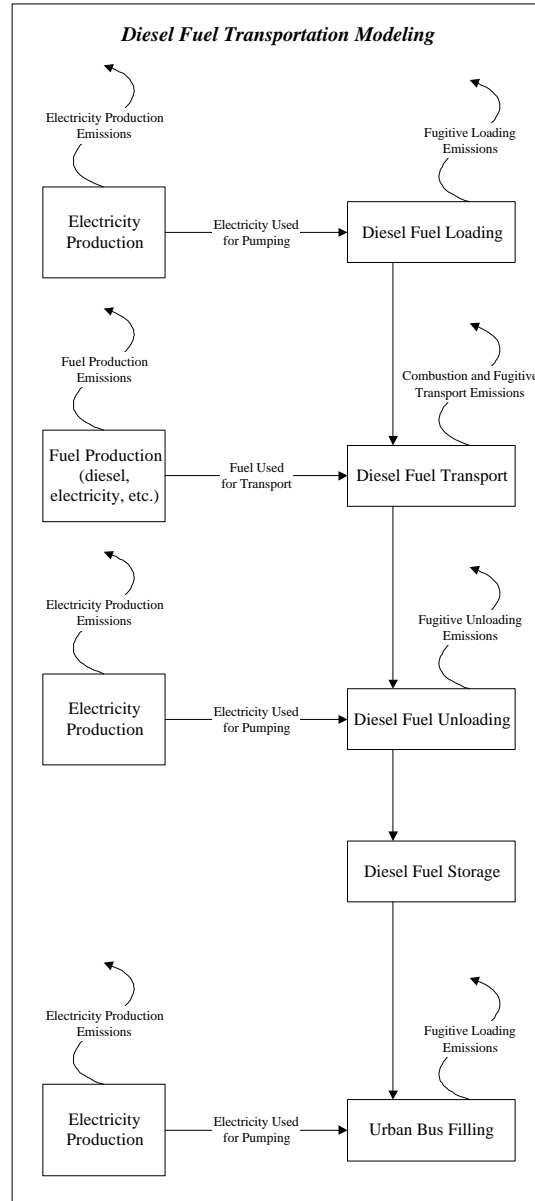 Diesel Fuel Transportation Modeling
Electricity Production
Emissions
Fugitive Loading
Emissions
Electricity
Production
Electricity Used
for Pumping
Diesel Fuel Loading
Fuel Production
Emissions
Combustion and Fugitive
Transport Emissions
Fuel Production
(diesel,
electricity, etc.)
Fuel Used
for Transport
Diesel Fuel Transport
Electricity Production
Emissions
Fugitive Unloading
Emissions
Electricity
Production
Electricity Used
for Pumping
Diesel Fuel Unloading
Diesel Fuel Storage
Electricity Production
Emissions
Fugitive Loading
Emissions
Electricity
Production
Electricity Used
for Pumping
Urban Bus Filling